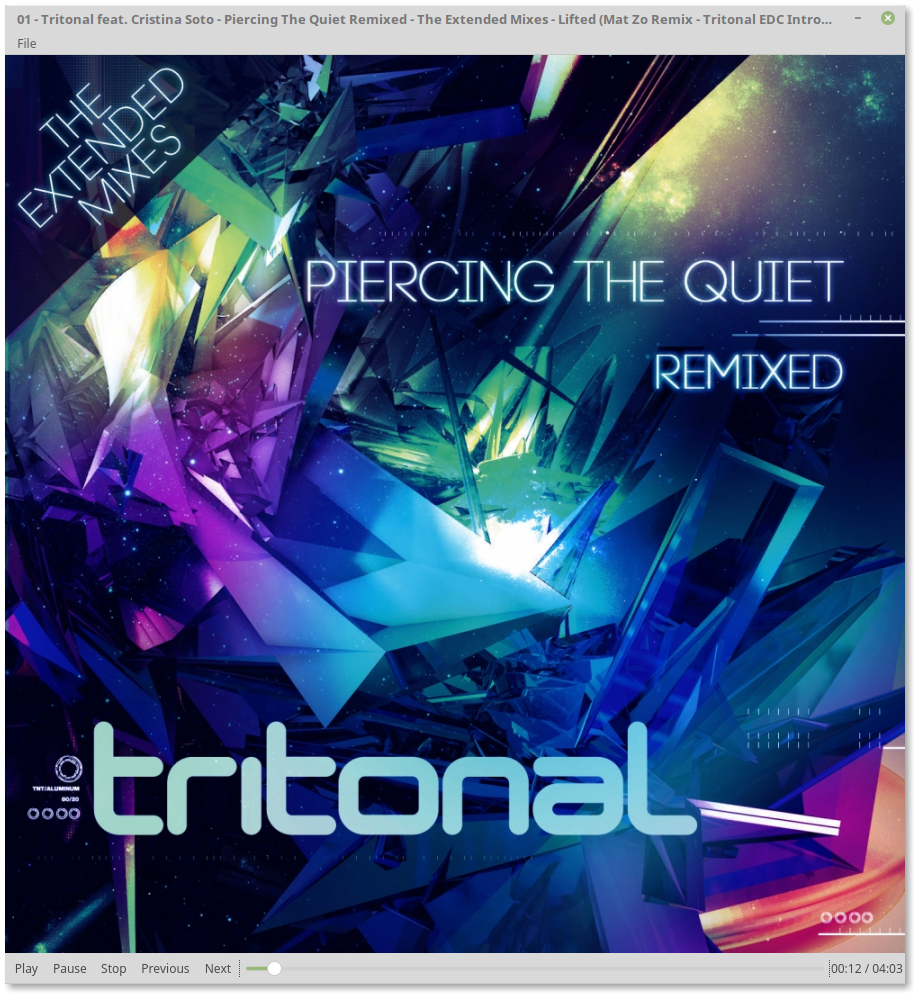 01 - Tritonal feat. Cristina Soto - Piercing The Quiet Remixed - The Extended Mixes - Lifted (Mat Zo Remix - Tritonal EDC Intro...
File
THE
EXTENDED
MIXES
PIERCING THE QUIET
REMIXED
tritonal
TNT/ALUMINUM
80/20
Play Pause Stop Previous Next 00:12 / 04:03